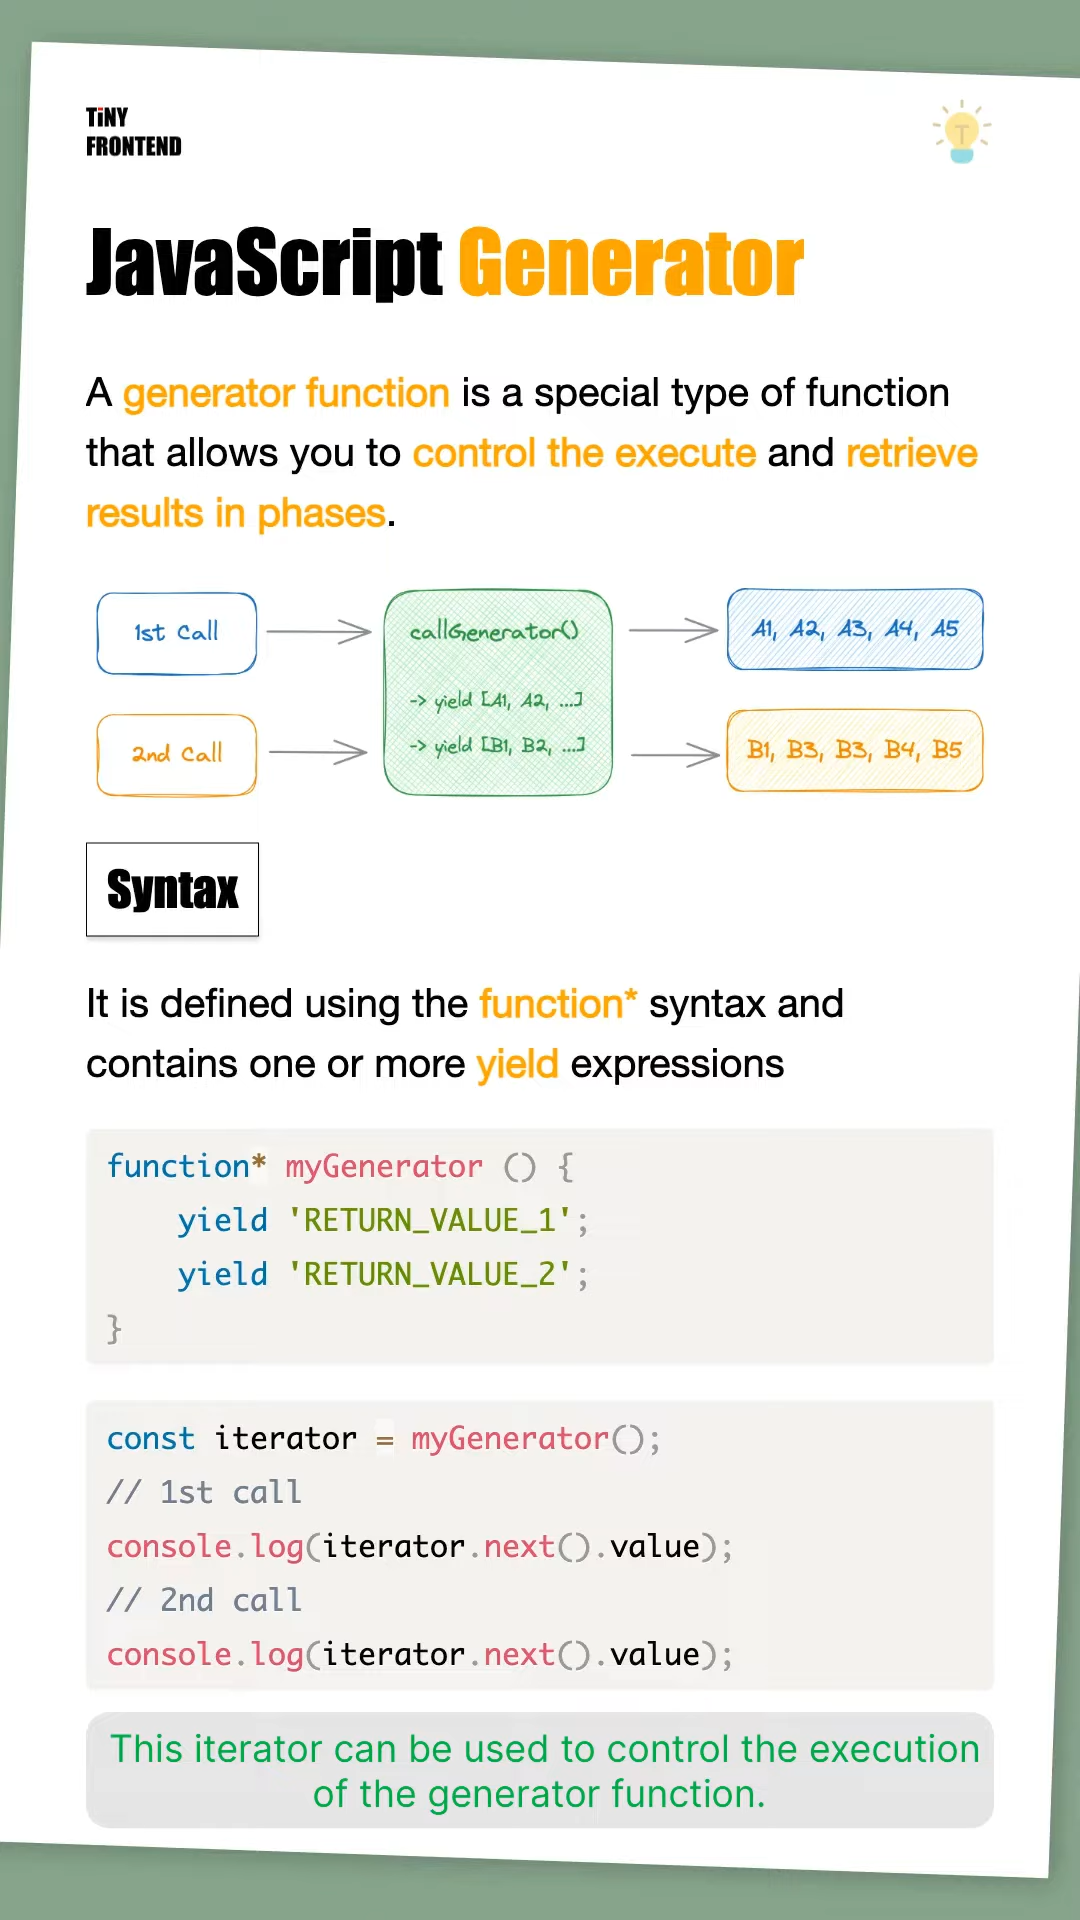 TiNY
FRONTEND
T
JavaScript Generator
A generator function is a special type of function
that allows you to control the execute and retrieve
results in phases.
1st Call
callGenerator()
A1, A2, A3, A4, A5
-> yield [A1, A2, ...]
2nd Call
-> yield [B1, B2, ...]
B1, B3, B3, B4, B5
Syntax
It is defined using the function* syntax and
contains one or more yield expressions
function* myGenerator () {
    yield 'RETURN_VALUE_1';
    yield 'RETURN_VALUE_2';
}
const iterator = myGenerator();
// 1st call
console.log(iterator.next().value);
// 2nd call
console.log(iterator.next().value);
This iterator can be used to control the execution
of the generator function.